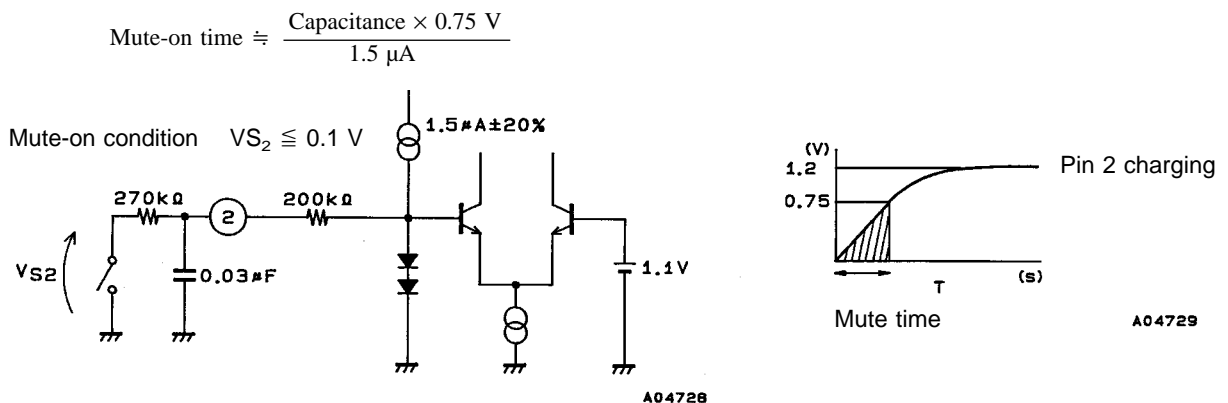 Mute-on time ≒ Capacitance × 0.75 V
1.5 µA
Mute-on condition VS₂ ≦ 0.1 V
1.5µA±20%
270kΩ
2
200kΩ
VS2
0.03µF
1.1V
A04728
(V)
1.2
0.75
Pin 2 charging
T
(s)
Mute time
A04729